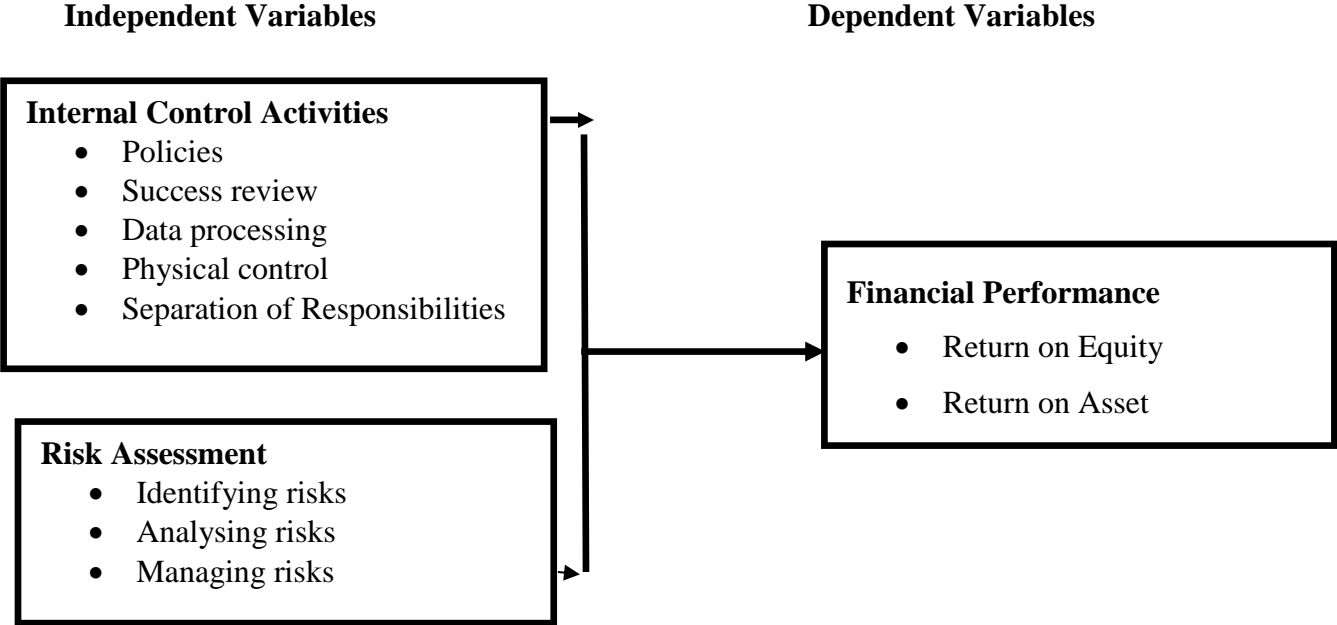 Independent Variables
Dependent Variables
Internal Control Activities
• Policies
• Success review
• Data processing
• Physical control
• Separation of Responsibilities
Financial Performance
• Return on Equity
• Return on Asset
Risk Assessment
• Identifying risks
• Analysing risks
• Managing risks